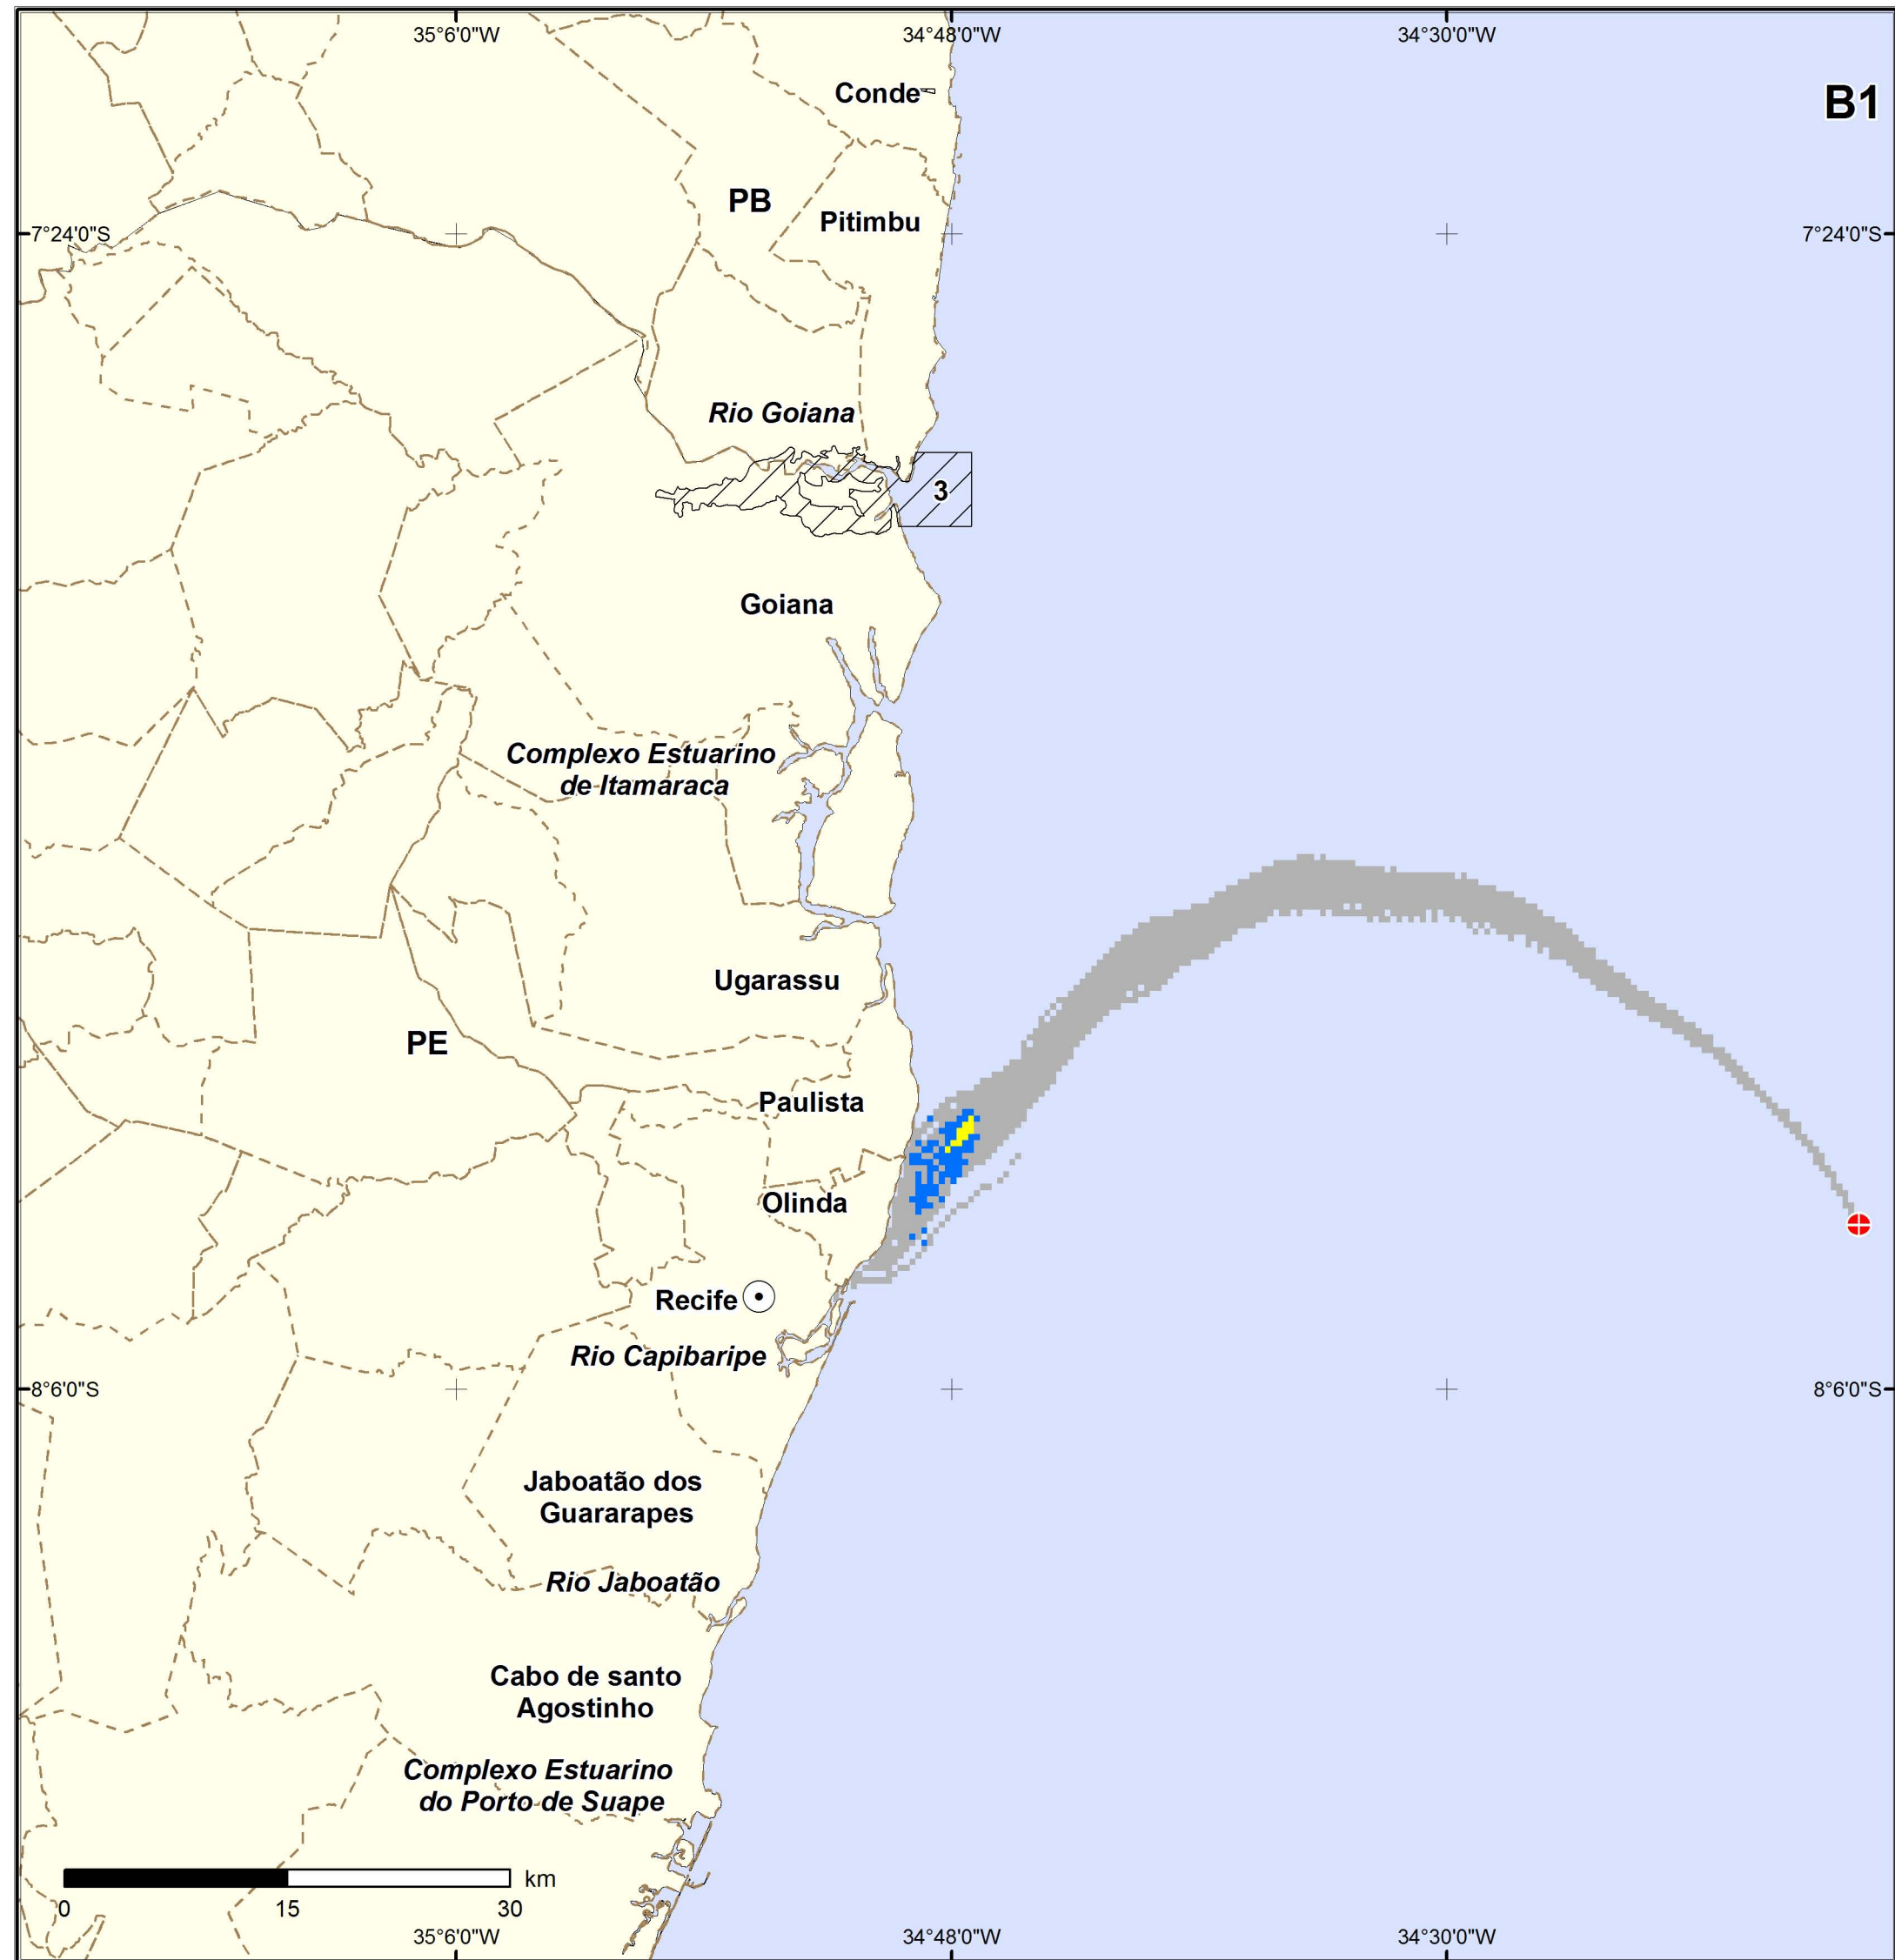 35°6'0"W
34°48'0"W
34°30'0"W
Conde
B1
PB
Pitimbu
7°24'0"S
7°24'0"S
Rio Goiana
3
Goiana
Complexo Estuarino
de Itamaraca
Ugarassu
PE
Paulista
Olinda
Recife
Rio Capibaripe
8°6'0"S
8°6'0"S
Jaboatão dos
Guararapes
Rio Jaboatão
Cabo de santo
Agostinho
Complexo Estuarino
do Porto de Suape
km
0
15
30
35°6'0"W
34°48'0"W
34°30'0"W